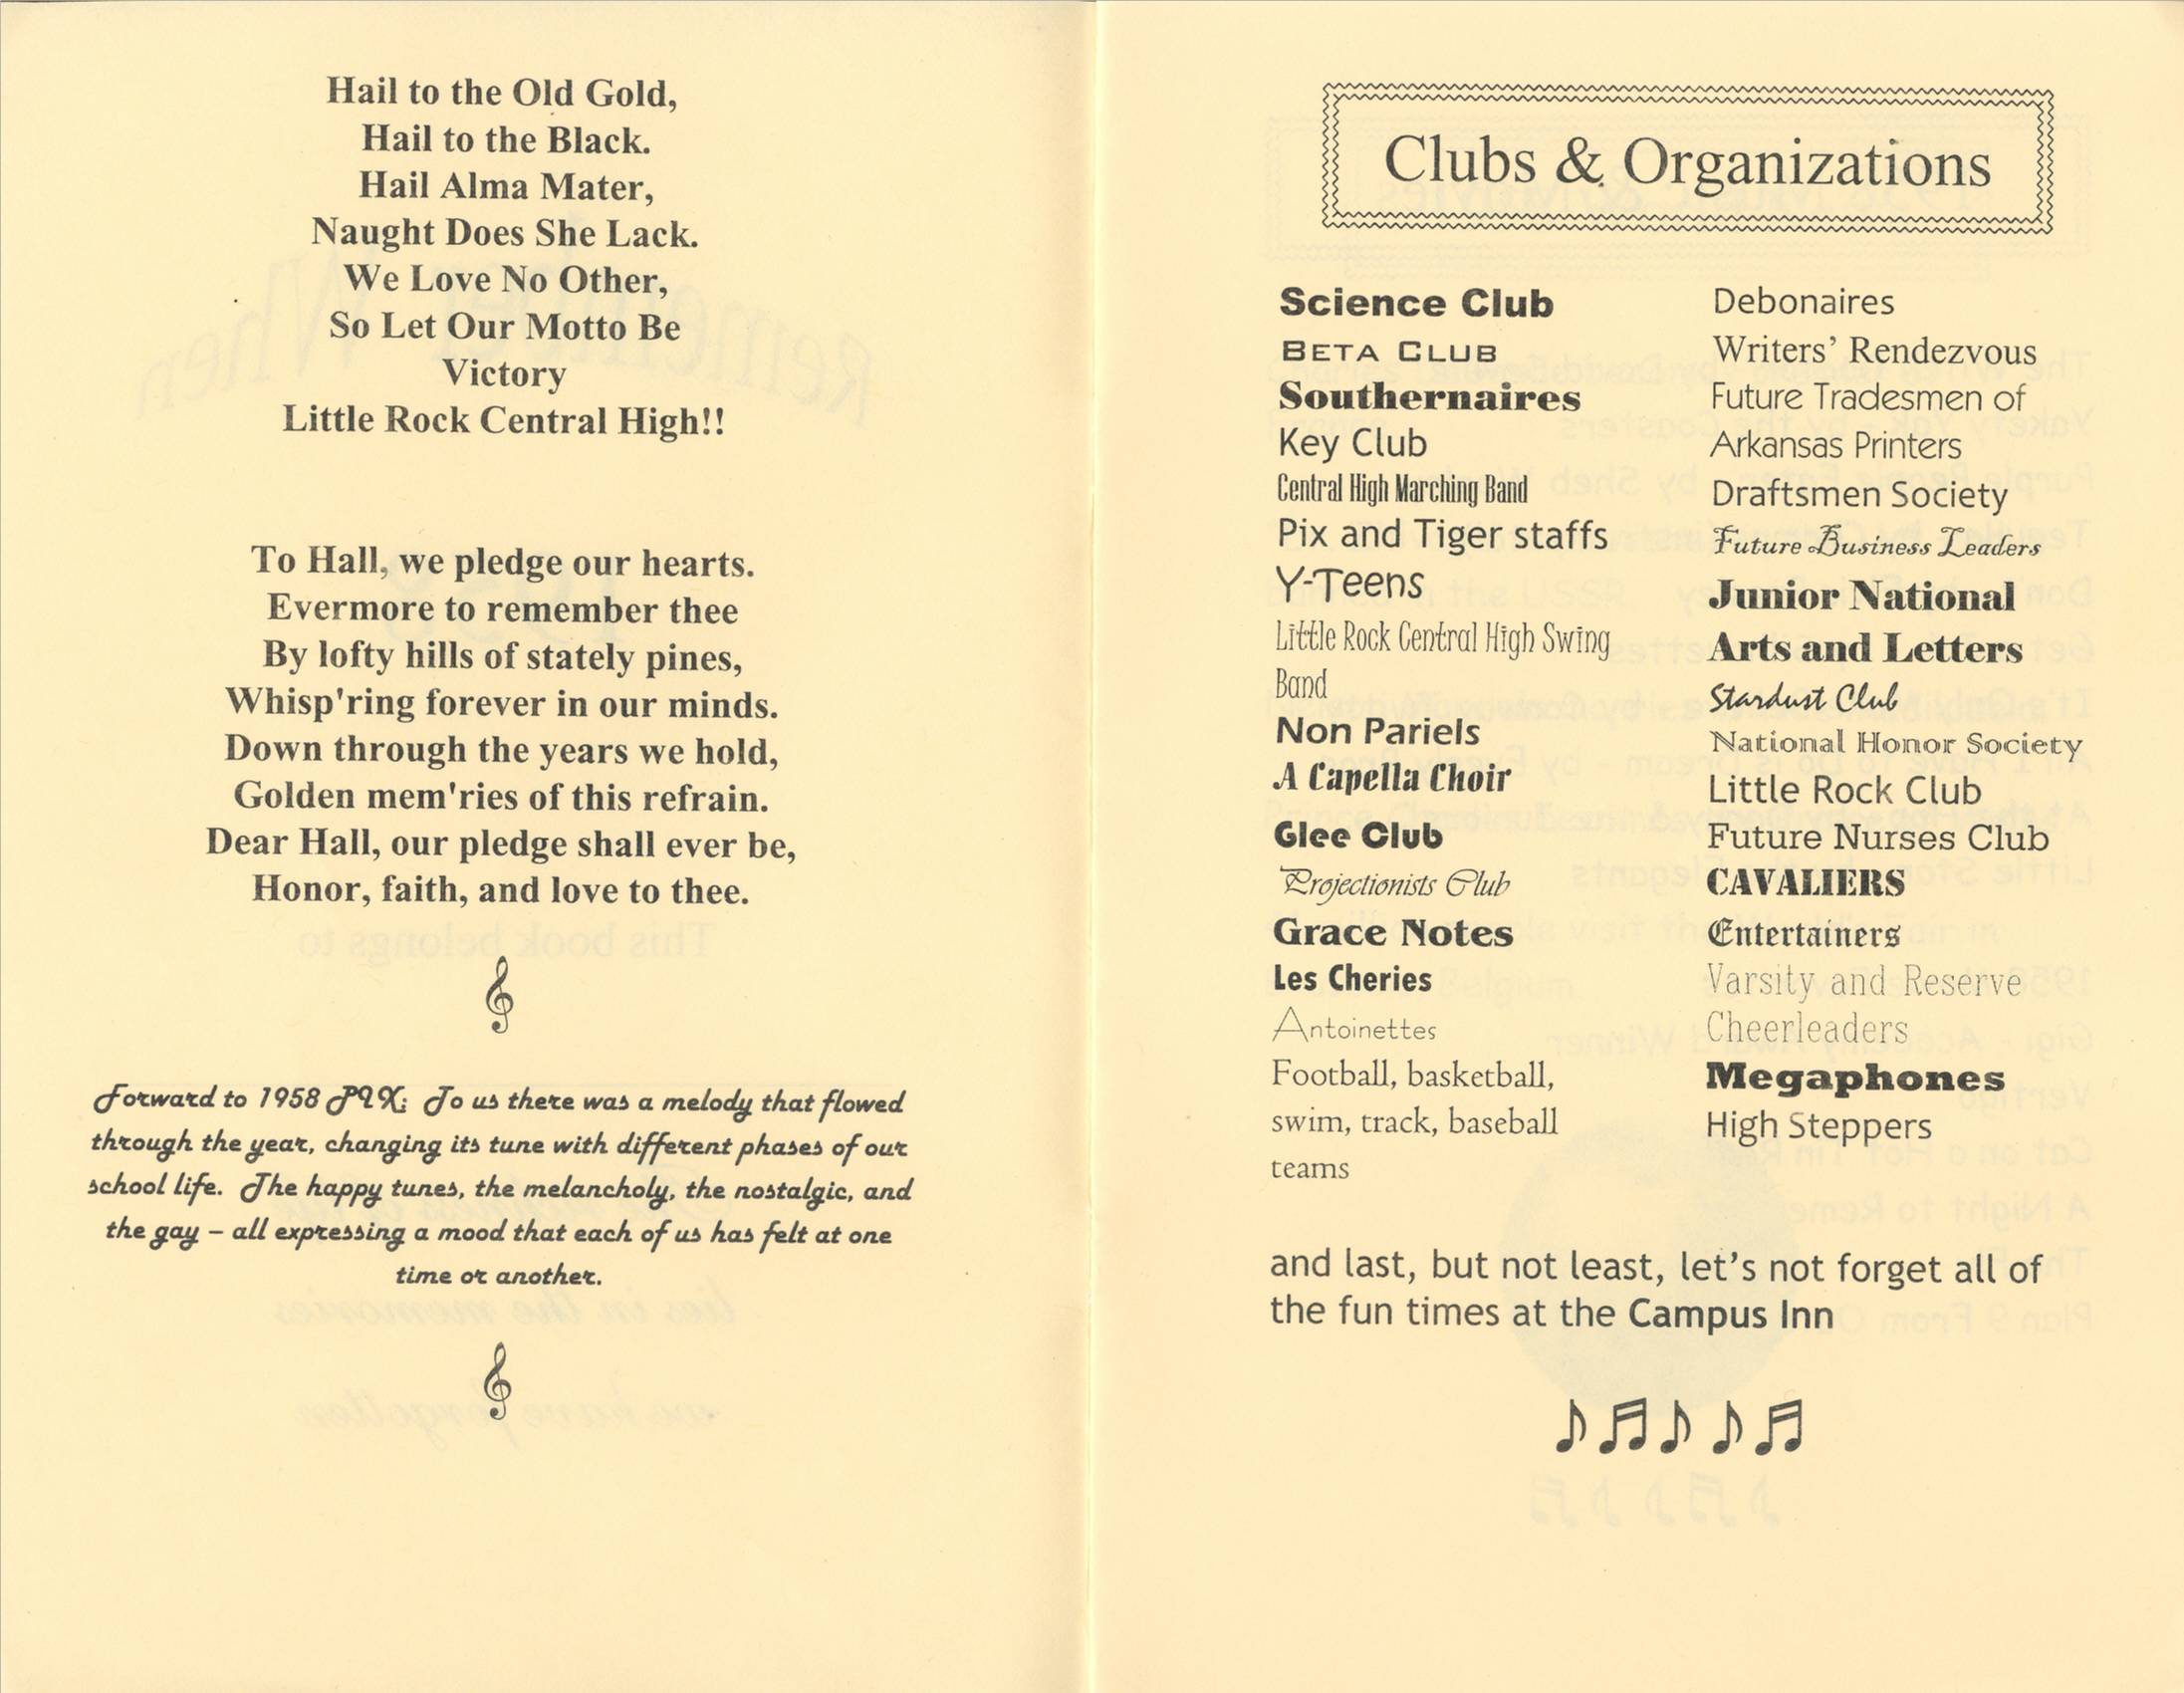 Hail to the Old Gold,
Hail to the Black.
Hail Alma Mater,
Naught Does She Lack.
We Love No Other,
So Let Our Motto Be
Victory
Little Rock Central High!!
To Hall, we pledge our hearts.
Evermore to remember thee
By lofty hills of stately pines,
Whisp'ring forever in our minds.
Down through the years we hold,
Golden mem'ries of this refrain.
Dear Hall, our pledge shall ever be,
Honor, faith, and love to thee.
Forward to 1958 PIX: To us there was a melody that flowed
through the year, changing its tune with different phases of our
school life. The happy tunes, the melancholy, the nostalgic, and
the gay – all expressing a mood that each of us has felt at one
time or another.
Clubs & Organizations
Science Club
BETA CLUB
Southernaires
Key Club
Central High Marching Band
Pix and Tiger staffs
Y-Teens
Little Rock Central High Swing
Band
Non Pariels
A Capella Choir
Glee Club
Projectionists Club
Grace Notes
Les Cheries
Antoinettes
Football, basketball,
swim, track, baseball
teams
Debonaires
Writers' Rendezvous
Future Tradesmen of
Arkansas Printers
Draftsmen Society
Future Business Leaders
Junior National
Arts and Letters
Stardust Club
National Honor Society
Little Rock Club
Future Nurses Club
CAVALIERS
Entertainers
Varsity and Reserve
Cheerleaders
Megaphones
High Steppers
and last, but not least, let's not forget all of
the fun times at the Campus Inn